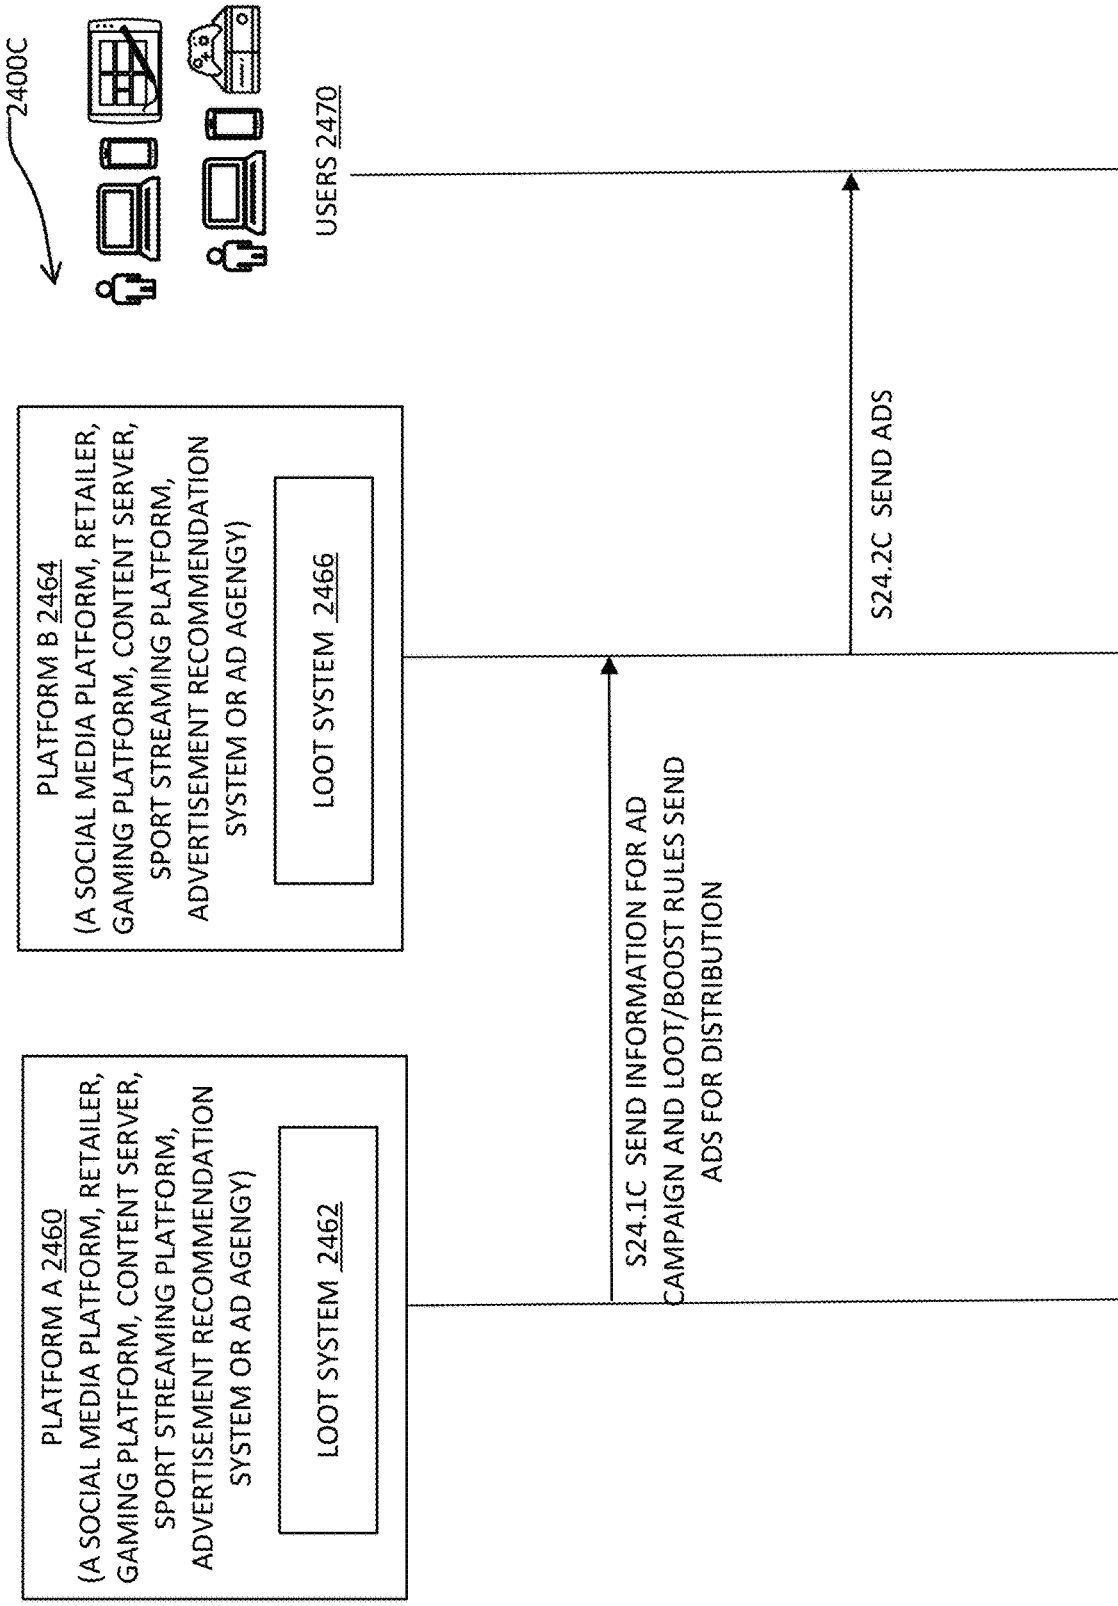 2400C
PLATFORM A 2460
(A SOCIAL MEDIA PLATFORM, RETAILER,
GAMING PLATFORM, CONTENT SERVER,
SPORT STREAMING PLATFORM,
ADVERTISEMENT RECOMMENDATION
SYSTEM OR AD AGENGY)
LOOT SYSTEM 2462
PLATFORM B 2464
(A SOCIAL MEDIA PLATFORM, RETAILER,
GAMING PLATFORM, CONTENT SERVER,
SPORT STREAMING PLATFORM,
ADVERTISEMENT RECOMMENDATION
SYSTEM OR AD AGENGY)
LOOT SYSTEM 2466
USERS 2470
S24.1C SEND INFORMATION FOR AD
CAMPAIGN AND LOOT/BOOST RULES SEND
ADS FOR DISTRIBUTION
S24.2C SEND ADS